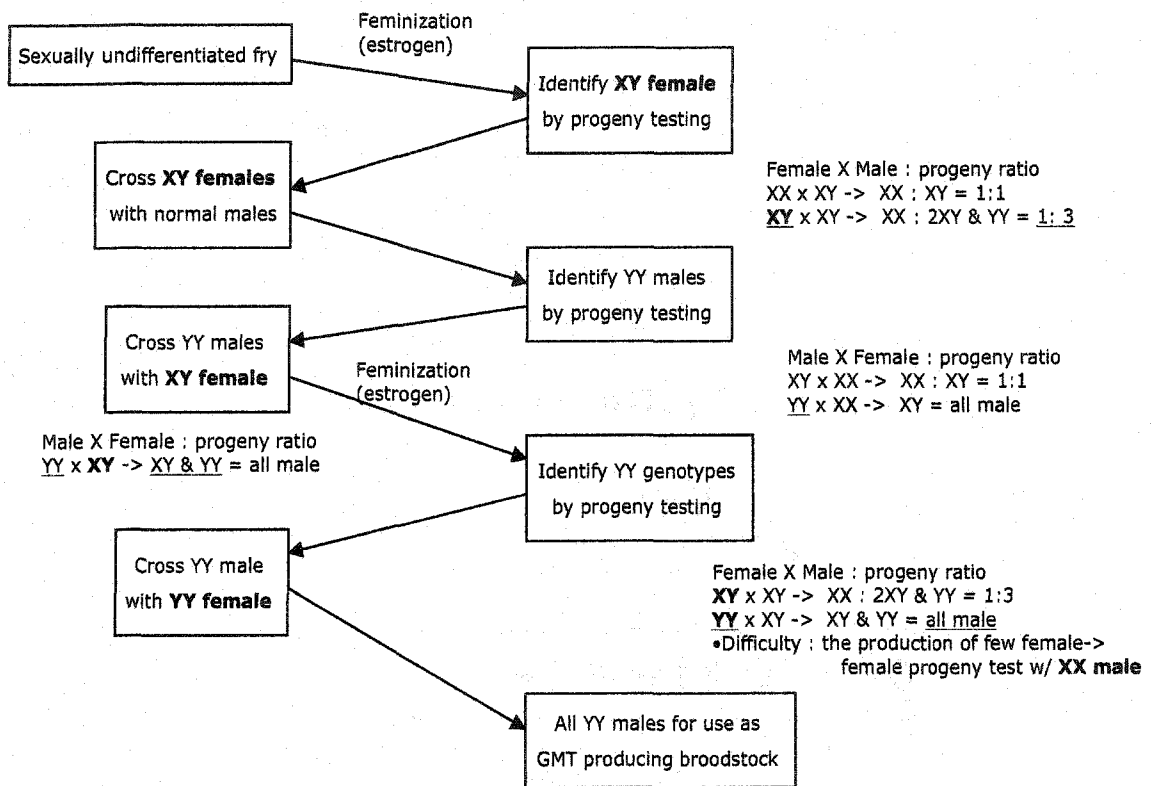 Feminization
(estrogen)
Sexually undifferentiated fry
Identify XY female
by progeny testing
Cross XY females
with normal males
Female X Male : progeny ratio
XX x XY -> XX : XY = 1:1
XY x XY -> XX : 2XY & YY = 1: 3
Identify YY males
by progeny testing
Cross YY males
with XY female
Feminization
(estrogen)
Male X Female : progeny ratio
XY x XX -> XX : XY = 1:1
YY x XX -> XY = all male
Male X Female : progeny ratio
YY x XY -> XY & YY = all male
Identify YY genotypes
by progeny testing
Cross YY male
with YY female
Female X Male : progeny ratio
XY x XY -> XX : 2XY & YY = 1:3
YY x XY -> XY & YY = all male
•Difficulty : the production of few female->
female progeny test w/ XX male
All YY males for use as
GMT producing broodstock